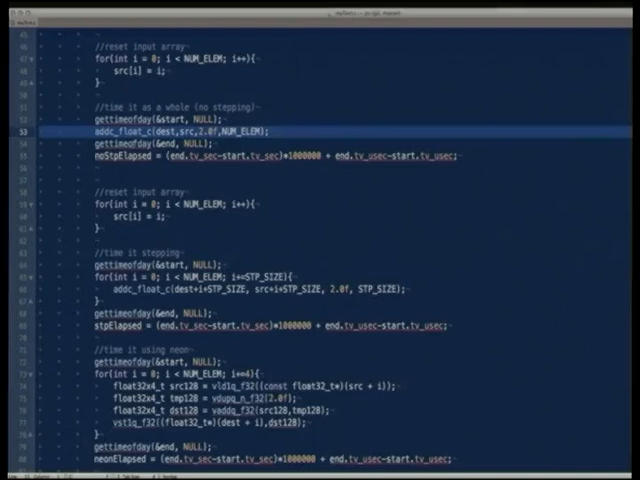 //reset input array
for(int i = 0; i < NUM_ELEM; i++){
src[i] = i;
}
//time it as a whole (no stepping)
gettimeofday(&start, NULL);
53 addc_float_c(dest,src,2.0f,NUM_ELEM);
gettimeofday(&end, NULL);
noStpElapsed = (end.tv_sec-start.tv_sec)*1000000 + end.tv_usec-start.tv_usec;
//reset input array
for(int i = 0; i < NUM_ELEM; i++){
src[i] = i;
}
//time it stepping
gettimeofday(&start, NULL);
for(int i = 0; i < NUM_ELEM; i+=STP_SIZE){
addc_float_c(dest+i+STP_SIZE, src+i+STP_SIZE, 2.0f, STP_SIZE);
}
gettimeofday(&end, NULL);
stpElapsed = (end.tv_sec-start.tv_sec)*1000000 + end.tv_usec-start.tv_usec;
//time it using neon
gettimeofday(&start, NULL);
for(int i = 0; i < NUM_ELEM; i+=4){
float32x4_t src128 = vld1q_f32((const float32_t*)(src + i));
float32x4_t tmp128 = vdupq_n_f32(2.0f);
float32x4_t dst128 = vaddq_f32(src128,tmp128);
vst1q_f32((float32_t*)(dest + i),dst128);
}
gettimeofday(&end, NULL);
neonElapsed = (end.tv_sec-start.tv_sec)*1000000 + end.tv_usec-start.tv_usec;